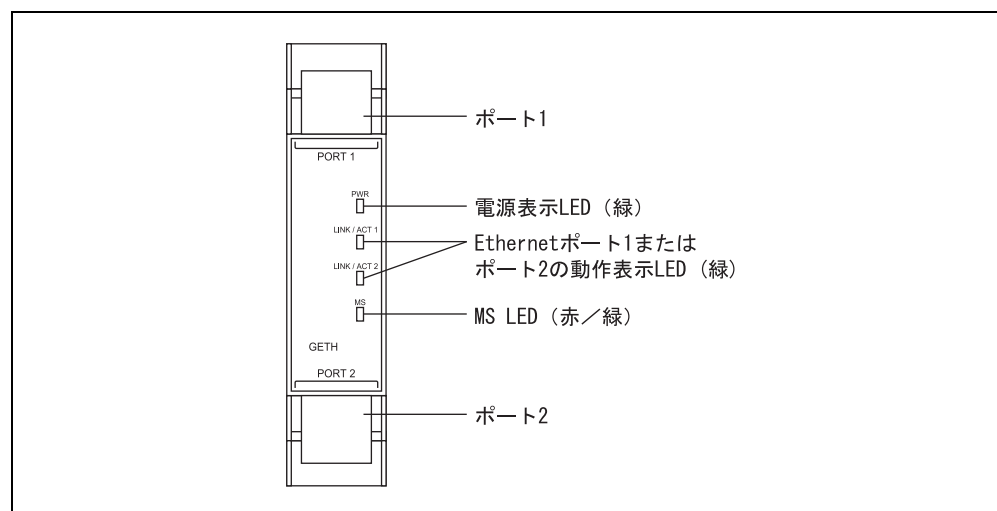 ポート1
PORT 1
PWR
電源表示LED（緑）
LINK / ACT 1
Ethernetポート1または
ポート2の動作表示LED（緑）
LINK / ACT 2
MS
MS LED（赤／緑）
GETH
PORT 2
ポート2